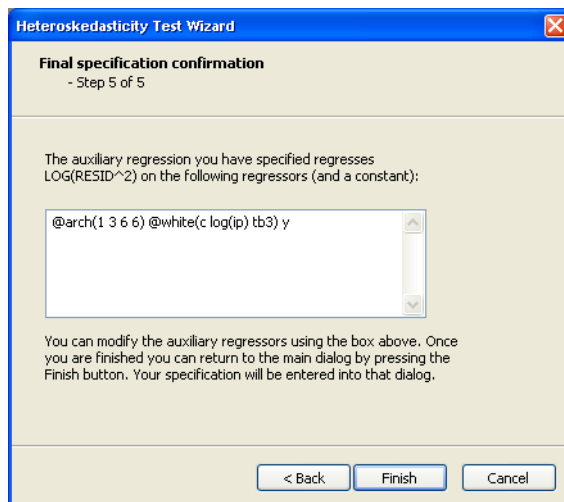 Heteroskedasticity Test Wizard
Final specification confirmation
- Step 5 of 5
The auxiliary regression you have specified regresses
LOG(RESID^2) on the following regressors (and a constant):
@arch(1 3 6 6) @white(c log(ip) tb3) y
You can modify the auxiliary regressors using the box above. Once
you are finished you can return to the main dialog by pressing the
Finish button. Your specification will be entered into that dialog.
< Back
Finish
Cancel